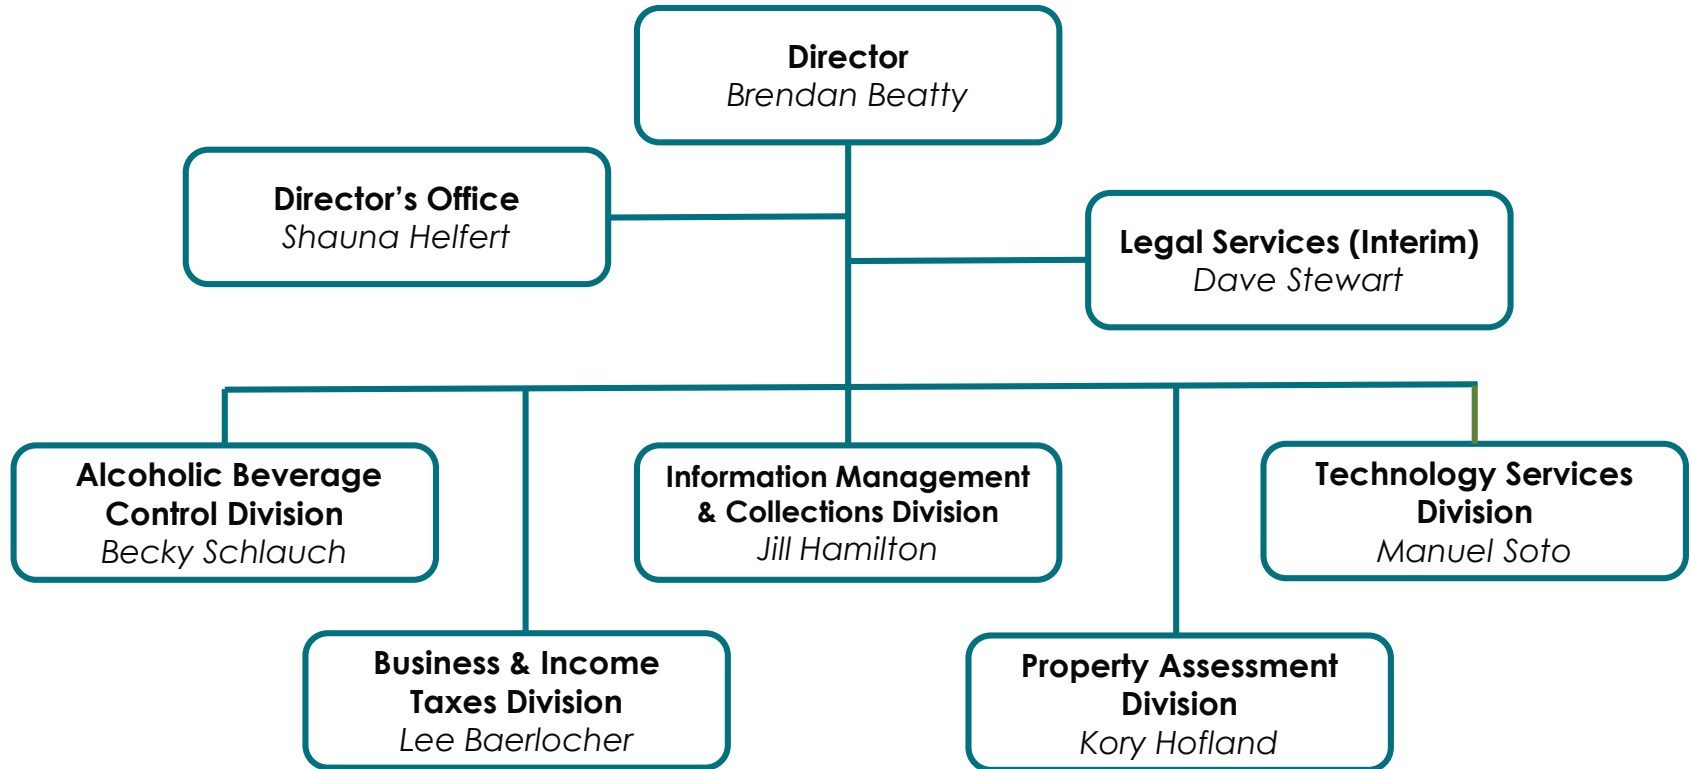 Director
Brendan Beatty
Director’s Office
Shauna Helfert
Legal Services (Interim)
Dave Stewart
Alcoholic Beverage
Control Division
Becky Schlauch
Information Management
& Collections Division
Jill Hamilton
Technology Services
Division
Manuel Soto
Business & Income
Taxes Division
Lee Baerlocher
Property Assessment
Division
Kory Hofland